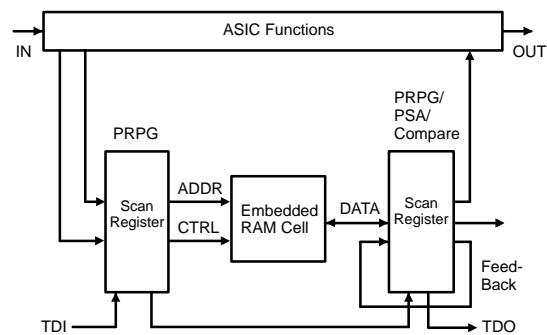 ASIC Functions
IN
OUT
PRPG
PRPG/
PSA/
Compare
Scan
Register
ADDR
CTRL
Embedded
RAM Cell
DATA
Scan
Register
Feed-
Back
TDI
TDO